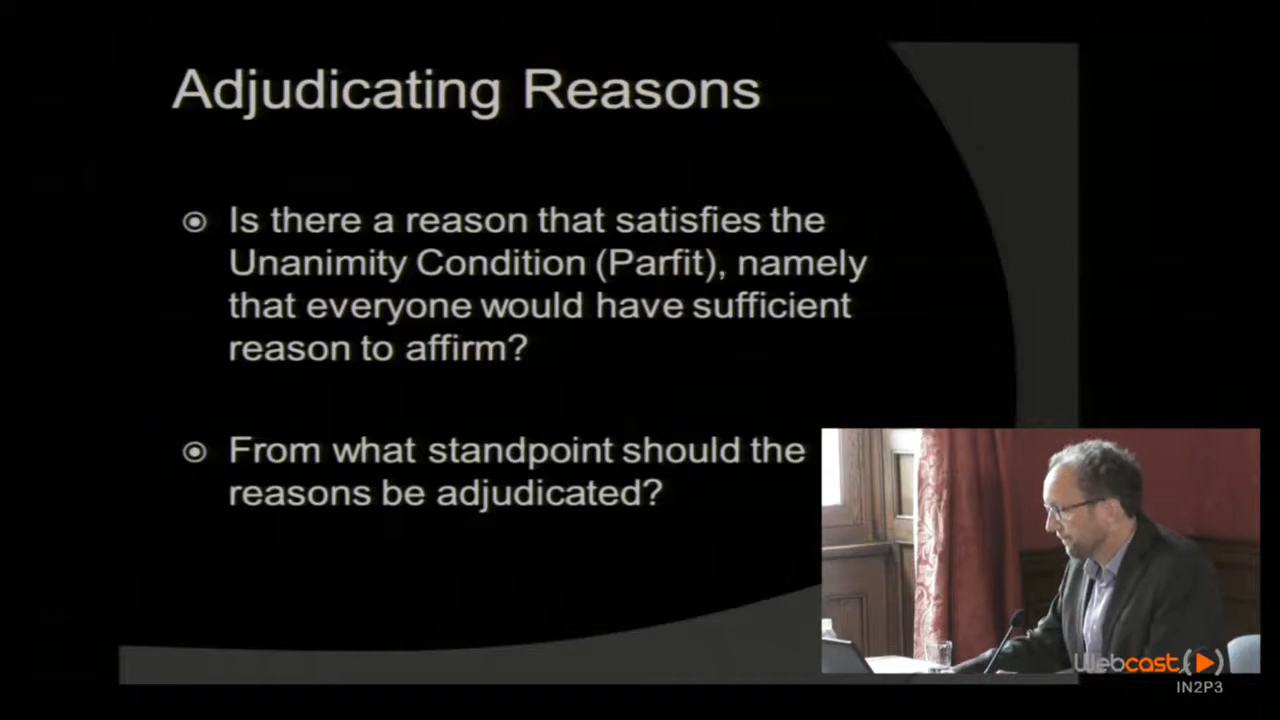 Adjudicating Reasons
Is there a reason that satisfies the
Unanimity Condition (Parfit), namely
that everyone would have sufficient
reason to affirm?
From what standpoint should the
reasons be adjudicated?
Webcast
IN2P3